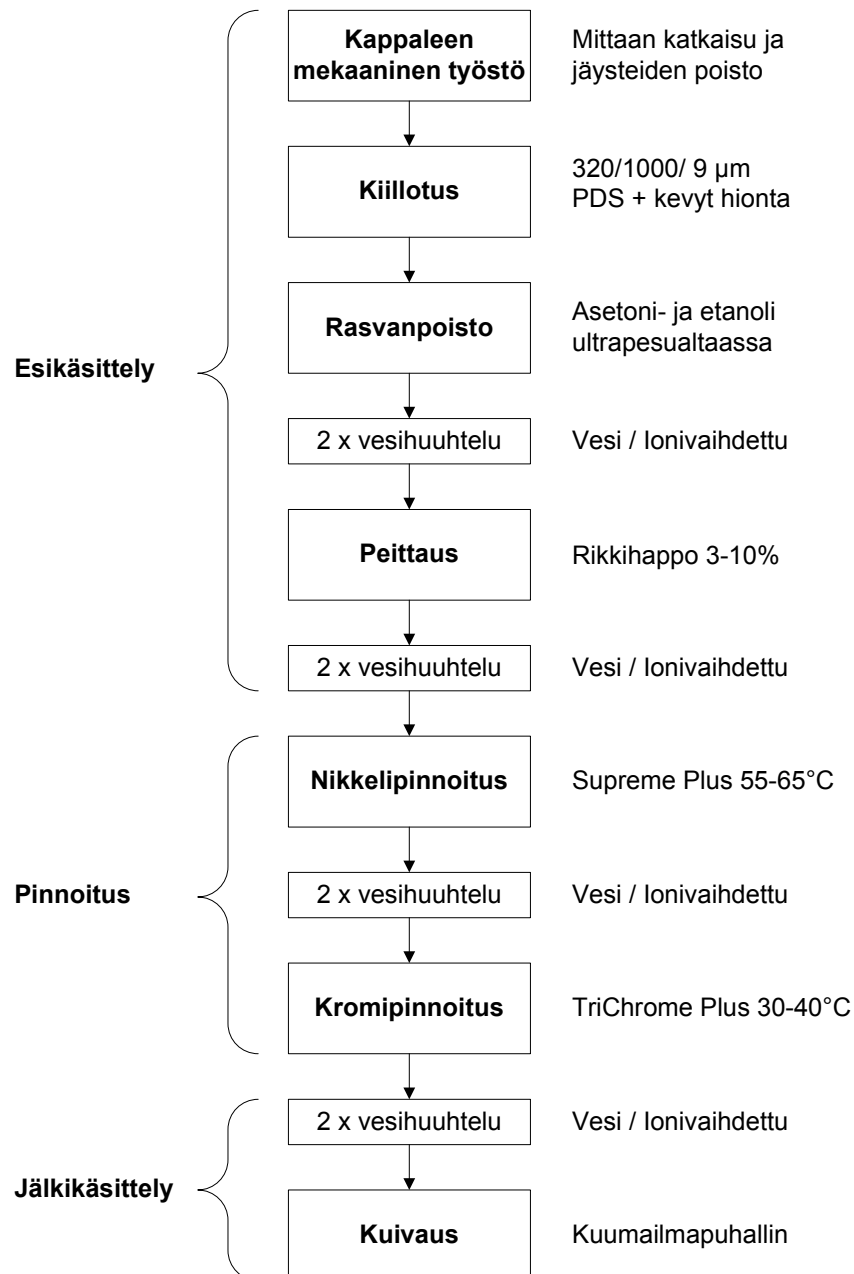 Kappaleen
mekaaninen työstö
Mittaan katkaisu ja
jäysteiden poisto
Kiillotus
320/1000/ 9 µm
PDS + kevyt hionta
Rasvanpoisto
Asetoni- ja etanoli
ultrapesualtaassa
Esikäsittely
2 x vesihuuhtelu
Vesi / Ionivaihdettu
Peittaus
Rikkihappo 3-10%
2 x vesihuuhtelu
Vesi / Ionivaihdettu
Nikkelipinnoitus
Supreme Plus 55-65°C
Pinnoitus
2 x vesihuuhtelu
Vesi / Ionivaihdettu
Kromipinnoitus
TriChrome Plus 30-40°C
2 x vesihuuhtelu
Vesi / Ionivaihdettu
Jälkikäsittely
Kuivaus
Kuumailmapuhallin